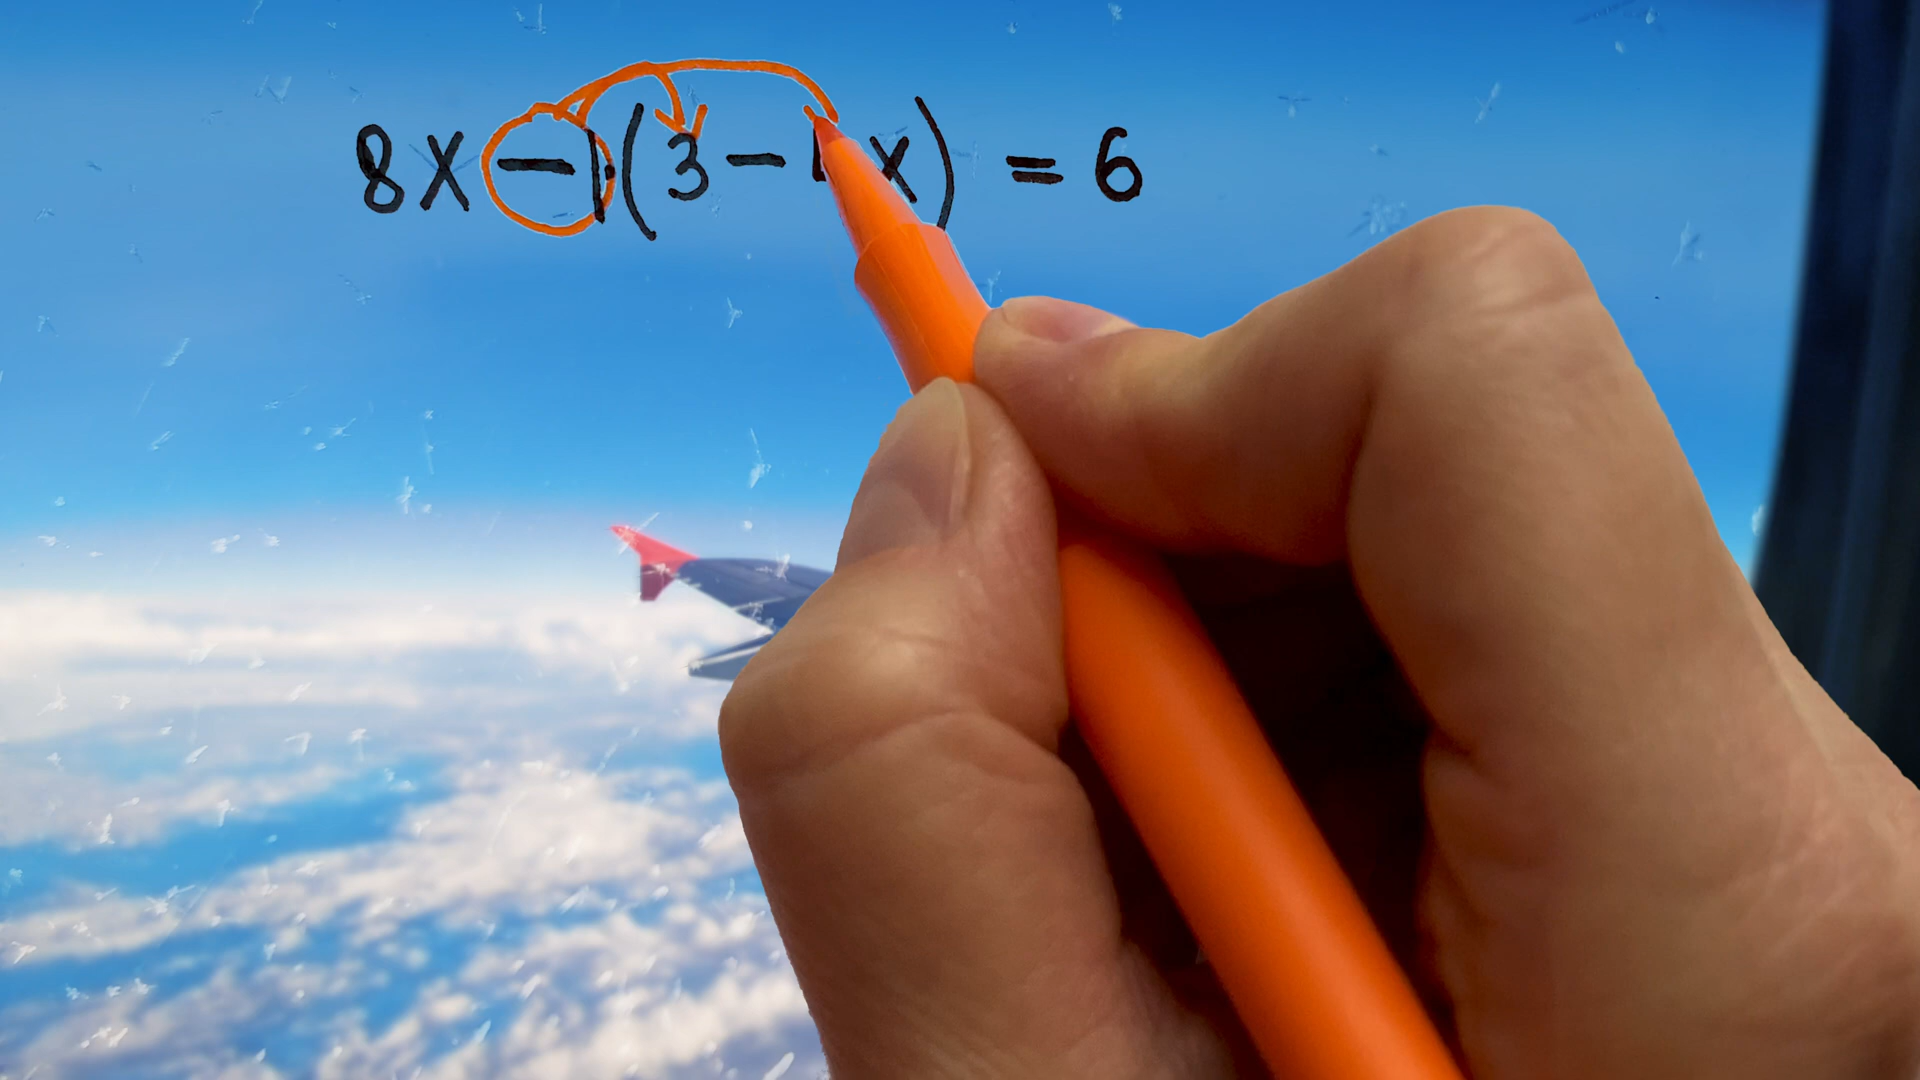 8x −1(3 − x) = 6